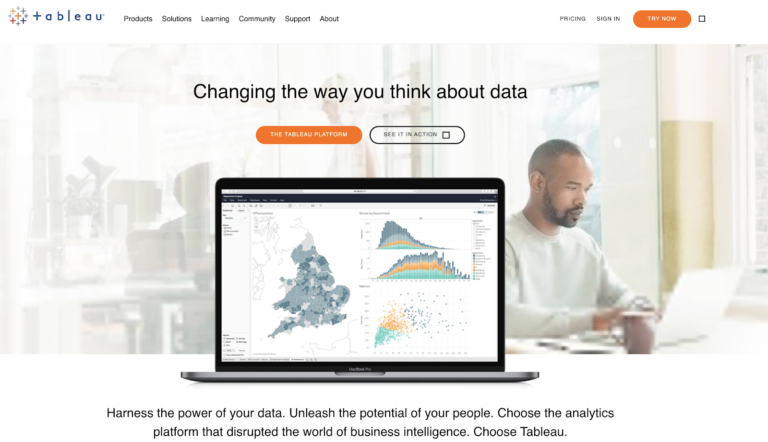 +ableau
Products Solutions Learning Community Support About
PRICING SIGN IN TRY NOW
Changing the way you think about data
THE TABLEAU PLATFORM SEE IT IN ACTION
MacBook Pro
Harness the power of your data. Unleash the potential of your people. Choose the analytics
platform that disrupted the world of business intelligence. Choose Tableau.